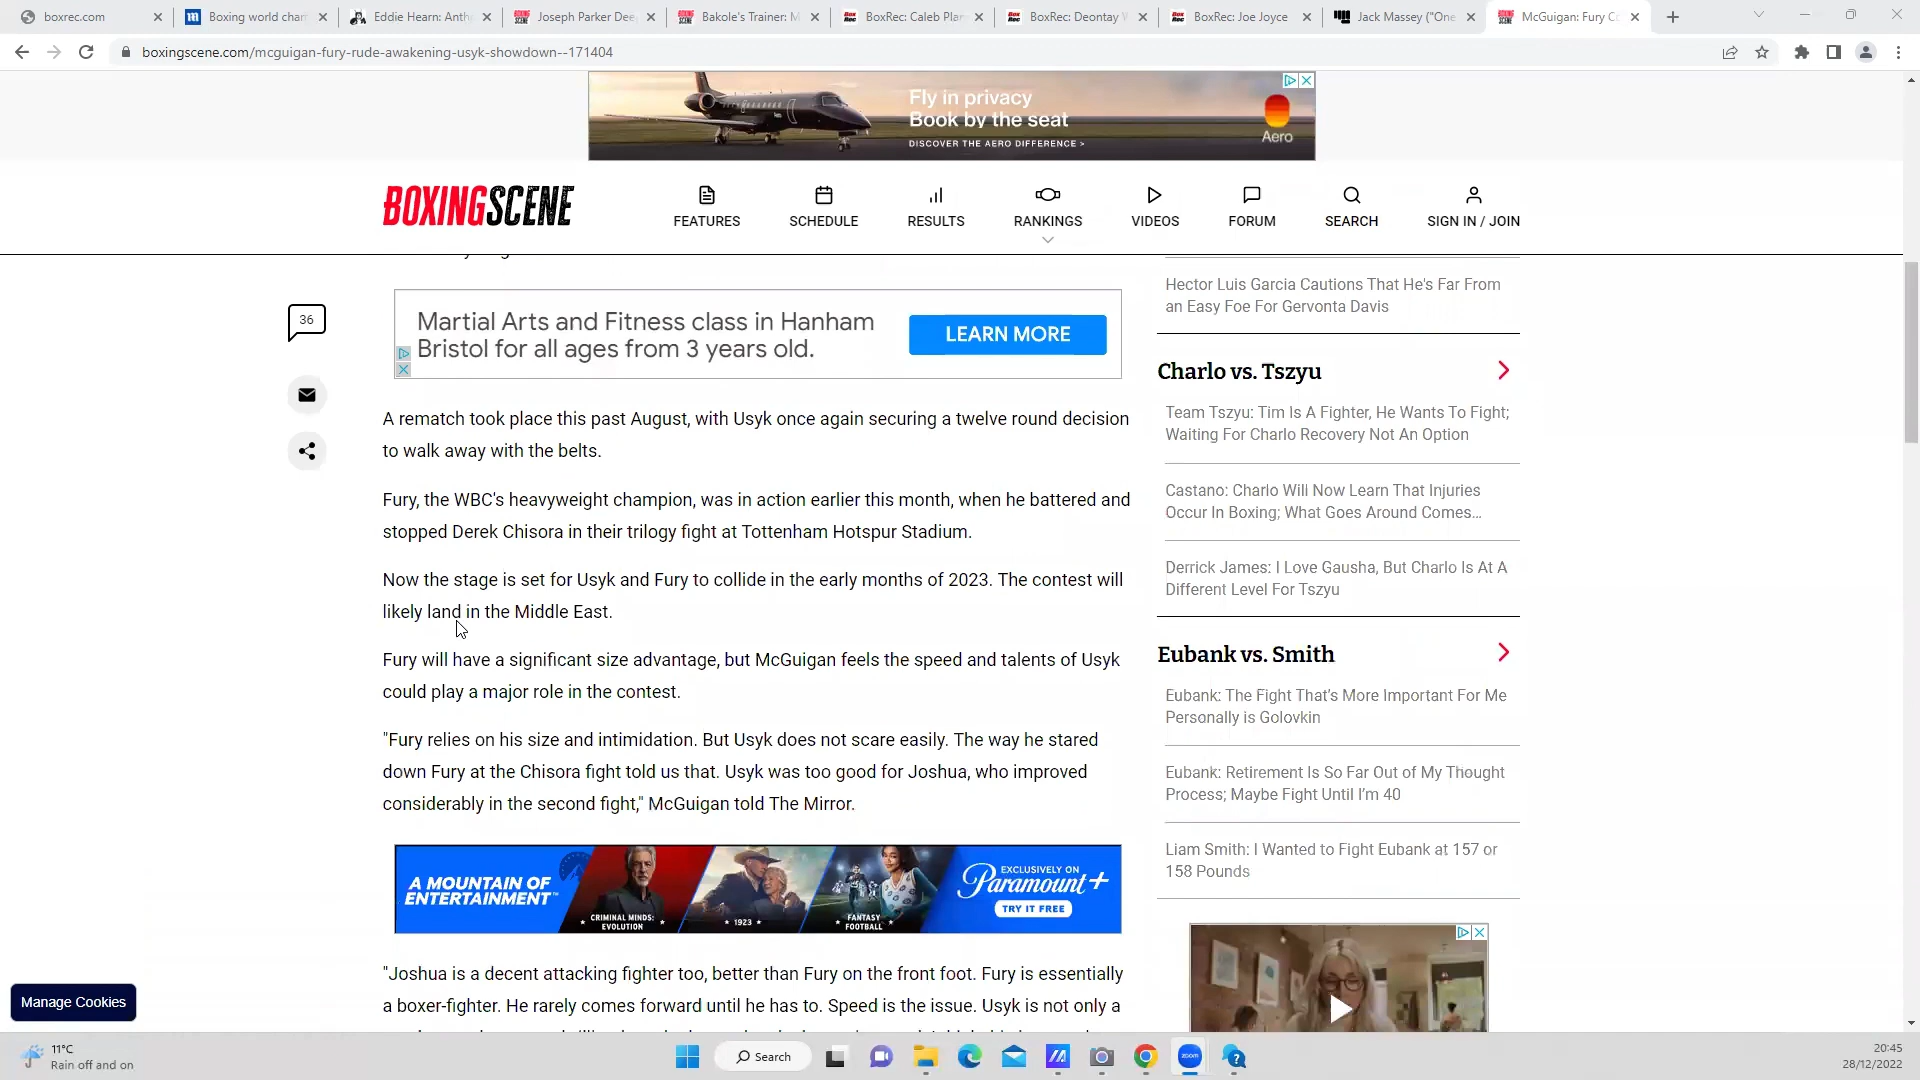 boxrec.com
Boxing world cham
Eddie Hearn: Anth
Joseph Parker Dee
Bakole's Trainer: M
BoxRec: Caleb Plan
BoxRec: Deontay W
BoxRec: Joe Joyce
Jack Massey ("One
McGuigan: Fury Co
boxingscene.com/mcguigan-fury-rude-awakening-usyk-showdown--171404
Fly in privacy
Book by the seat
DISCOVER THE AERO DIFFERENCE >
Aero
BOXINGSCENE
FEATURES
SCHEDULE
RESULTS
RANKINGS
VIDEOS
FORUM
SEARCH
SIGN IN / JOIN
36
Martial Arts and Fitness class in Hanham
Bristol for all ages from 3 years old.
LEARN MORE
A rematch took place this past August, with Usyk once again securing a twelve round decision
to walk away with the belts.
Fury, the WBC's heavyweight champion, was in action earlier this month, when he battered and
stopped Derek Chisora in their trilogy fight at Tottenham Hotspur Stadium.
Now the stage is set for Usyk and Fury to collide in the early months of 2023. The contest will
likely land in the Middle East.
Fury will have a significant size advantage, but McGuigan feels the speed and talents of Usyk
could play a major role in the contest.
"Fury relies on his size and intimidation. But Usyk does not scare easily. The way he stared
down Fury at the Chisora fight told us that. Usyk was too good for Joshua, who improved
considerably in the second fight," McGuigan told The Mirror.
A MOUNTAIN OF
ENTERTAINMENT
CRIMINAL MINDS:
EVOLUTION
1923
FANTASY
FOOTBALL
EXCLUSIVELY ON
Paramount+
TRY IT FREE
"Joshua is a decent attacking fighter too, better than Fury on the front foot. Fury is essentially
a boxer-fighter. He rarely comes forward until he has to. Speed is the issue. Usyk is not only a
Hector Luis Garcia Cautions That He's Far From
an Easy Foe For Gervonta Davis
Charlo vs. Tszyu
Team Tszyu: Tim Is A Fighter, He Wants To Fight;
Waiting For Charlo Recovery Not An Option
Castano: Charlo Will Now Learn That Injuries
Occur In Boxing; What Goes Around Comes...
Derrick James: I Love Gausha, But Charlo Is At A
Different Level For Tszyu
Eubank vs. Smith
Eubank: The Fight That's More Important For Me
Personally is Golovkin
Eubank: Retirement Is So Far Out of My Thought
Process; Maybe Fight Until I'm 40
Liam Smith: I Wanted to Fight Eubank at 157 or
158 Pounds
Manage Cookies
11°C
Rain off and on
Search
zoom
20:45
28/12/2022